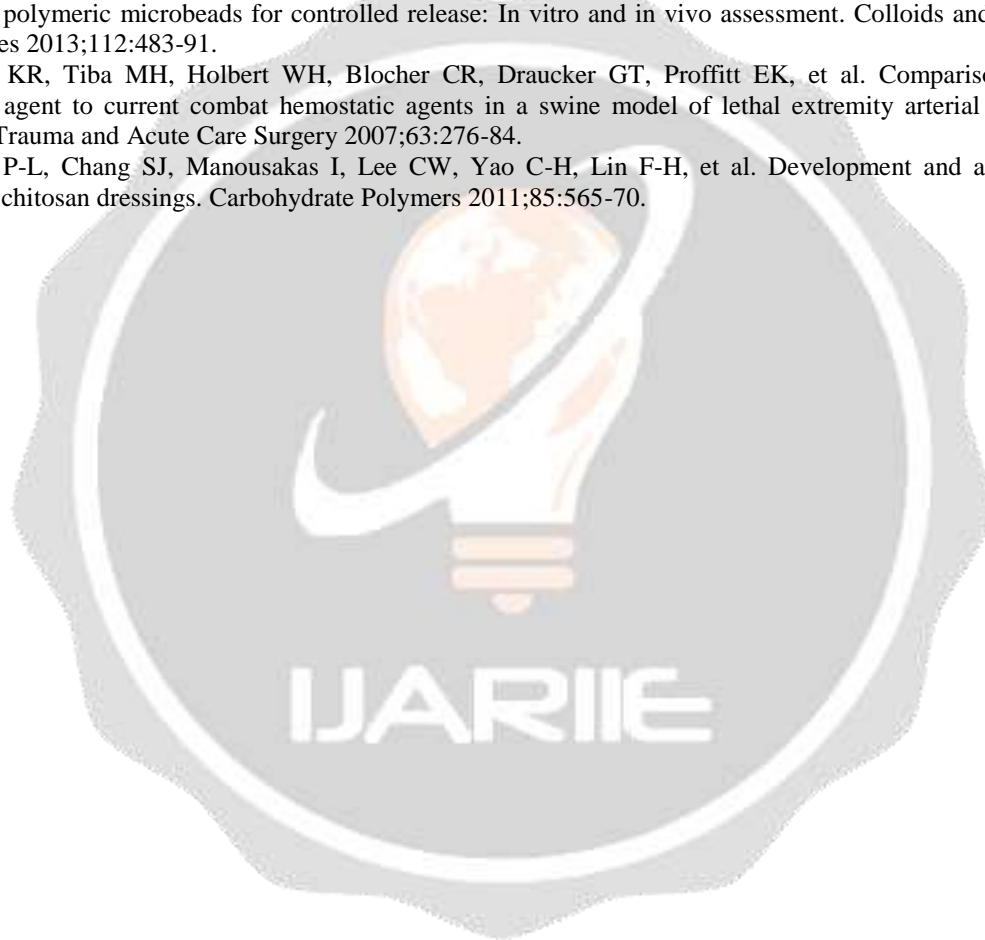 polymeric microbeads for controlled release: In vitro and in vivo assessment. Colloids and
es 2013;112:483-91.
KR, Tiba MH, Holbert WH, Blocher CR, Draucker GT, Proffitt EK, et al.
agent to current combat hemostatic agents in a swine model of lethal extremity arterial
Trauma and Acute Care Surgery 2007;63:276-84.
P-L, Chang SJ, Manousakas I, Lee CW, Yao C-H, Lin F-H, et al. Development and
chitosan dressings. Carbohydrate Polymers 2011;85:565-70.
IJARIIE